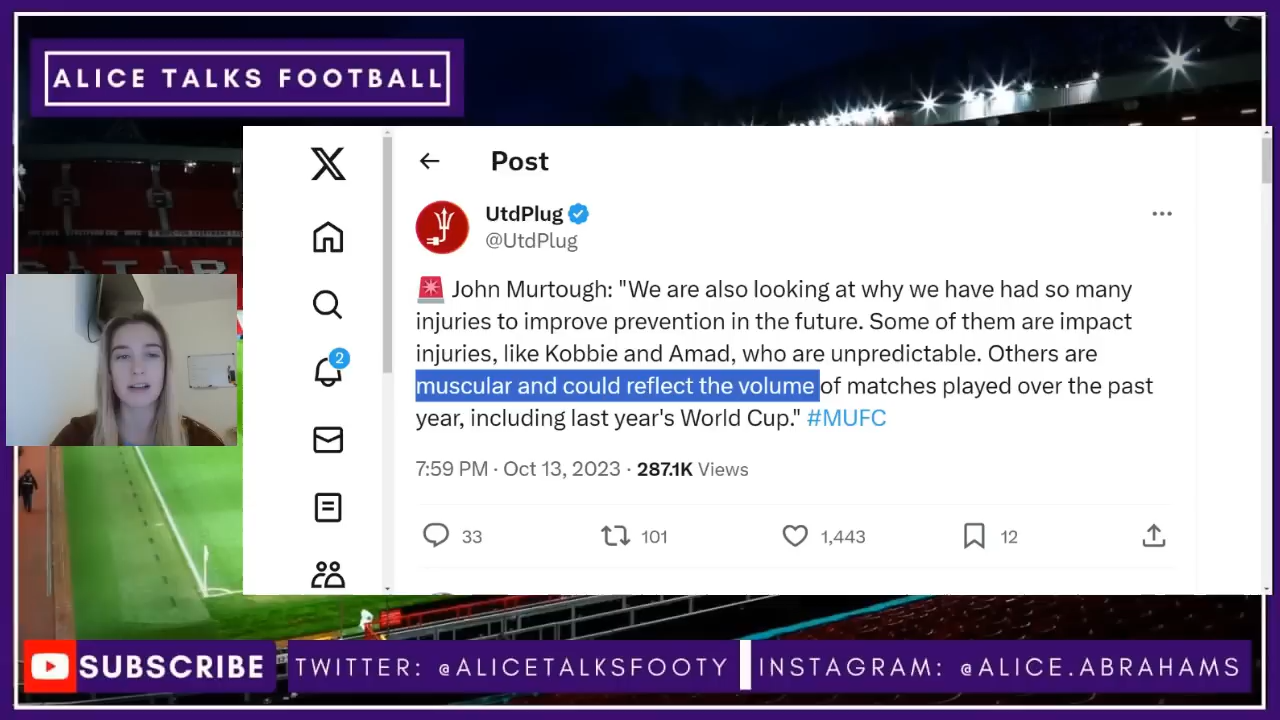 ALICE TALKS FOOTBALL
Post
UtdPlug
@UtdPlug
John Murtough: "We are also looking at why we have had so many
injuries to improve prevention in the future. Some of them are impact
injuries, like Kobbie and Amad, who are unpredictable. Others are
muscular and could reflect the volume of matches played over the past
year, including last year's World Cup." #MUFC
7:59 PM · Oct 13, 2023 · 287.1K Views
2
33
101
1,443
12
SUBSCRIBE
TWITTER: @ALICETALKSFOOTY
INSTAGRAM: @ALICE.ABRAHAMS